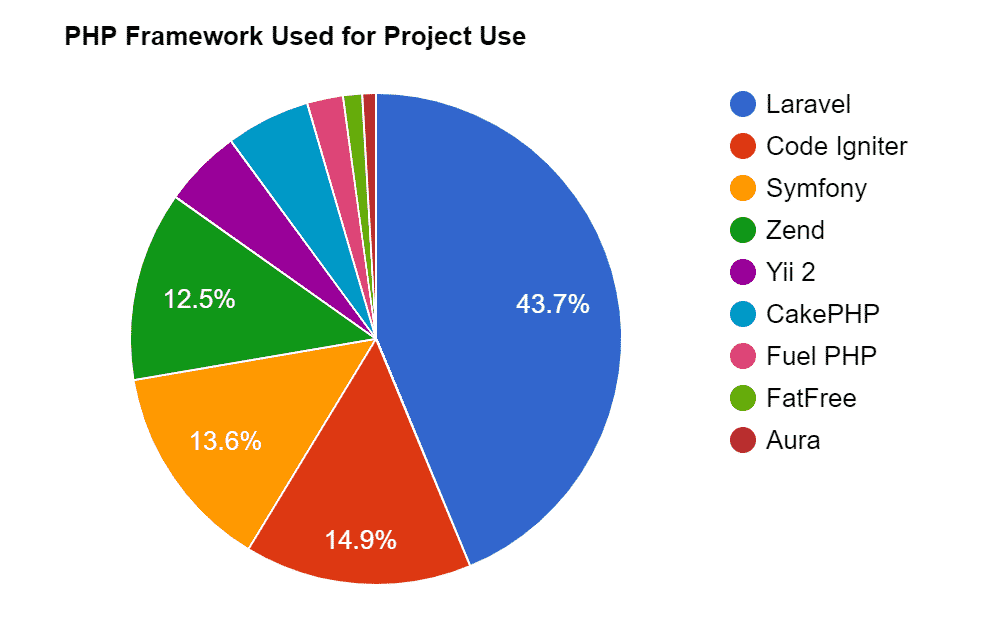 PHP Framework Used for Project Use
43.7%
14.9%
13.6%
12.5%
Laravel
Code Igniter
Symfony
Zend
Yii 2
CakePHP
Fuel PHP
FatFree
Aura